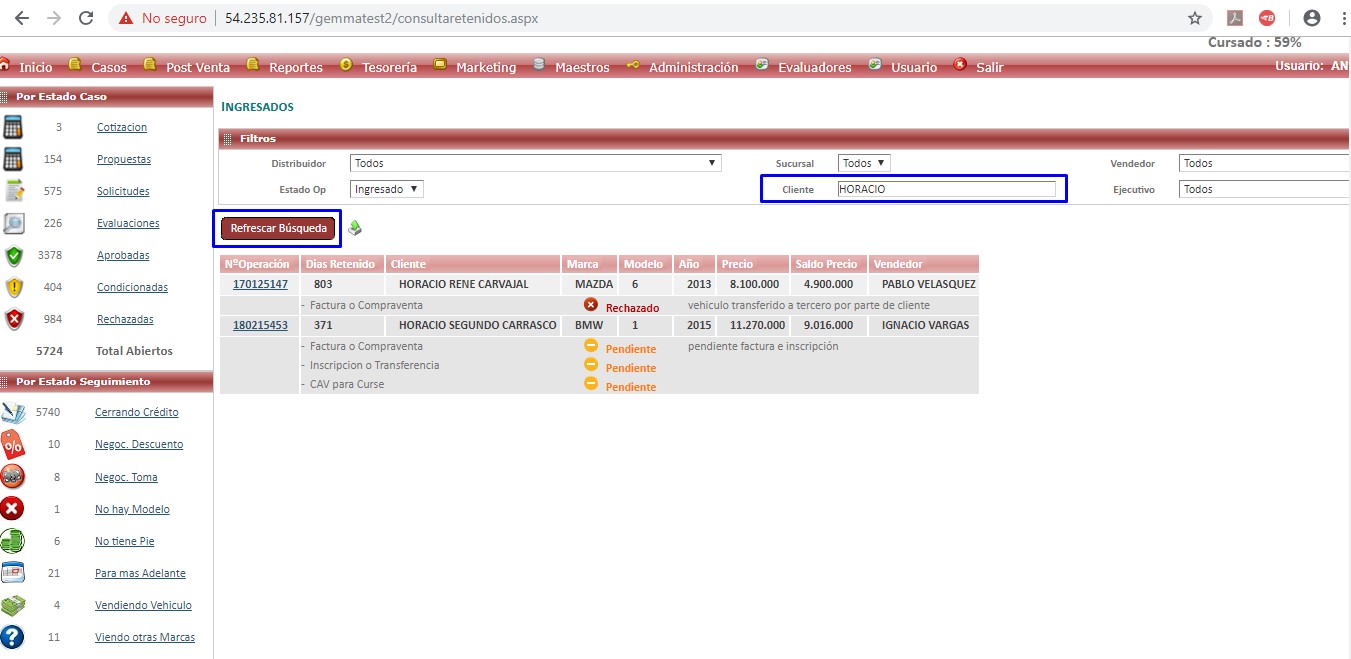 No seguro 54.235.81.157/gemmatest2/consultaretenidos.aspx
Cursado : 59%
Inicio Casos Post Venta Reportes Tesorería Marketing Maestros Administración Evaluadores Usuario Salir Usuario: AN
Por Estado Caso
3 Cotizacion
154 Propuestas
575 Solicitudes
226 Evaluaciones
3378 Aprobadas
404 Condicionadas
984 Rechazadas
5724 Total Abiertos
Por Estado Seguimiento
5740 Cerrando Crédito
10 Negoc. Descuento
8 Negoc. Toma
1 No hay Modelo
6 No tiene Pie
21 Para mas Adelante
4 Vendiendo Vehiculo
11 Viendo otras Marcas
INGRESADOS
Filtros
Distribuidor Todos Sucursal Todos Vendedor Todos
Estado Op Ingresado Cliente HORACIO Ejecutivo Todos
Refrescar Búsqueda
NºOperación Dias Retenido Cliente Marca Modelo Año Precio Saldo Precio Vendedor
170125147 803 HORACIO RENE CARVAJAL MAZDA 6 2013 8.100.000 4.900.000 PABLO VELASQUEZ
- Factura o Compraventa Rechazado vehiculo transferido a tercero por parte de cliente
180215453 371 HORACIO SEGUNDO CARRASCO BMW 1 2015 11.270.000 9.016.000 IGNACIO VARGAS
- Factura o Compraventa Pendiente pendiente factura e inscripción
- Inscripcion o Transferencia Pendiente
- CAV para Curse Pendiente